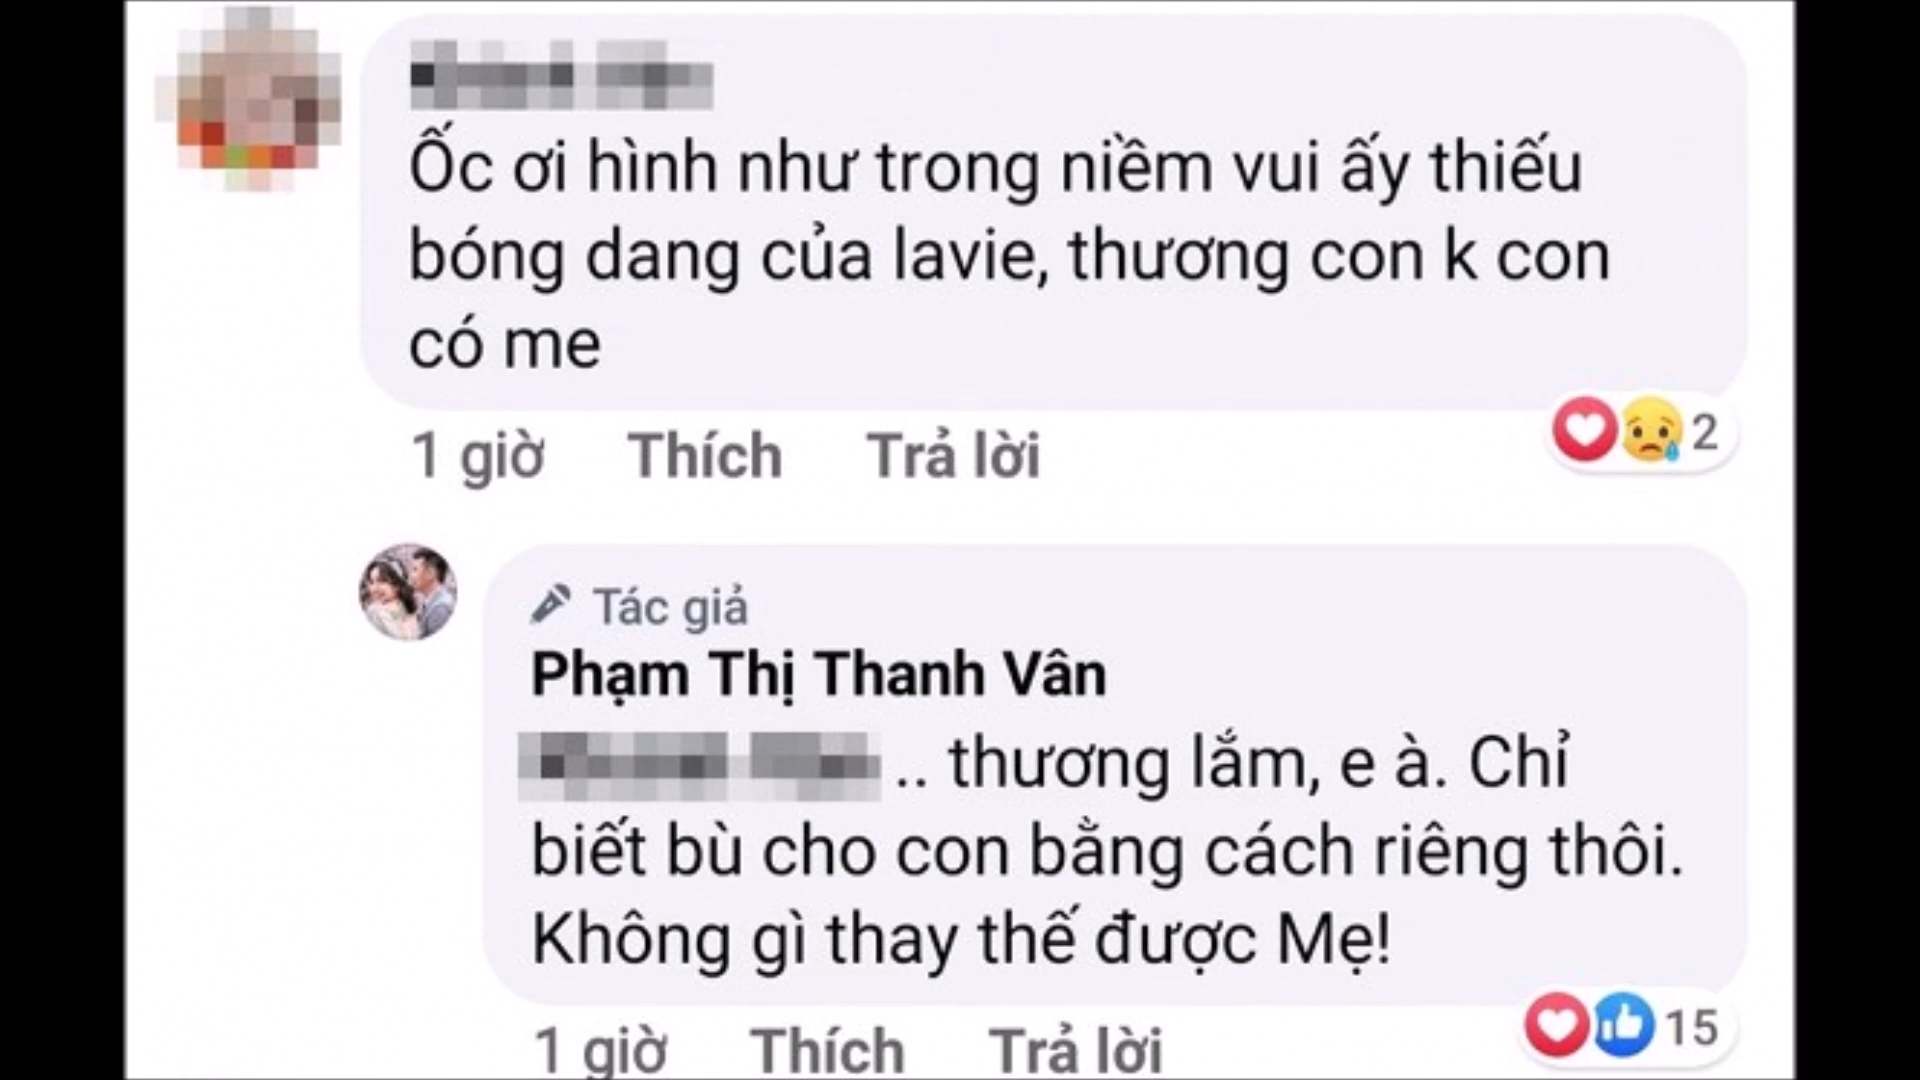 Ốc ơi hình như trong niềm vui ấy thiếu
bóng dang của lavie, thương con k con
có me
1 giờ Thích Trả lời
2
Tác giả
Phạm Thị Thanh Vân
.. thương lắm, e à. Chỉ
biết bù cho con bằng cách riêng thôi.
Không gì thay thế được Mẹ!
1 giờ Thích Trả lời
15